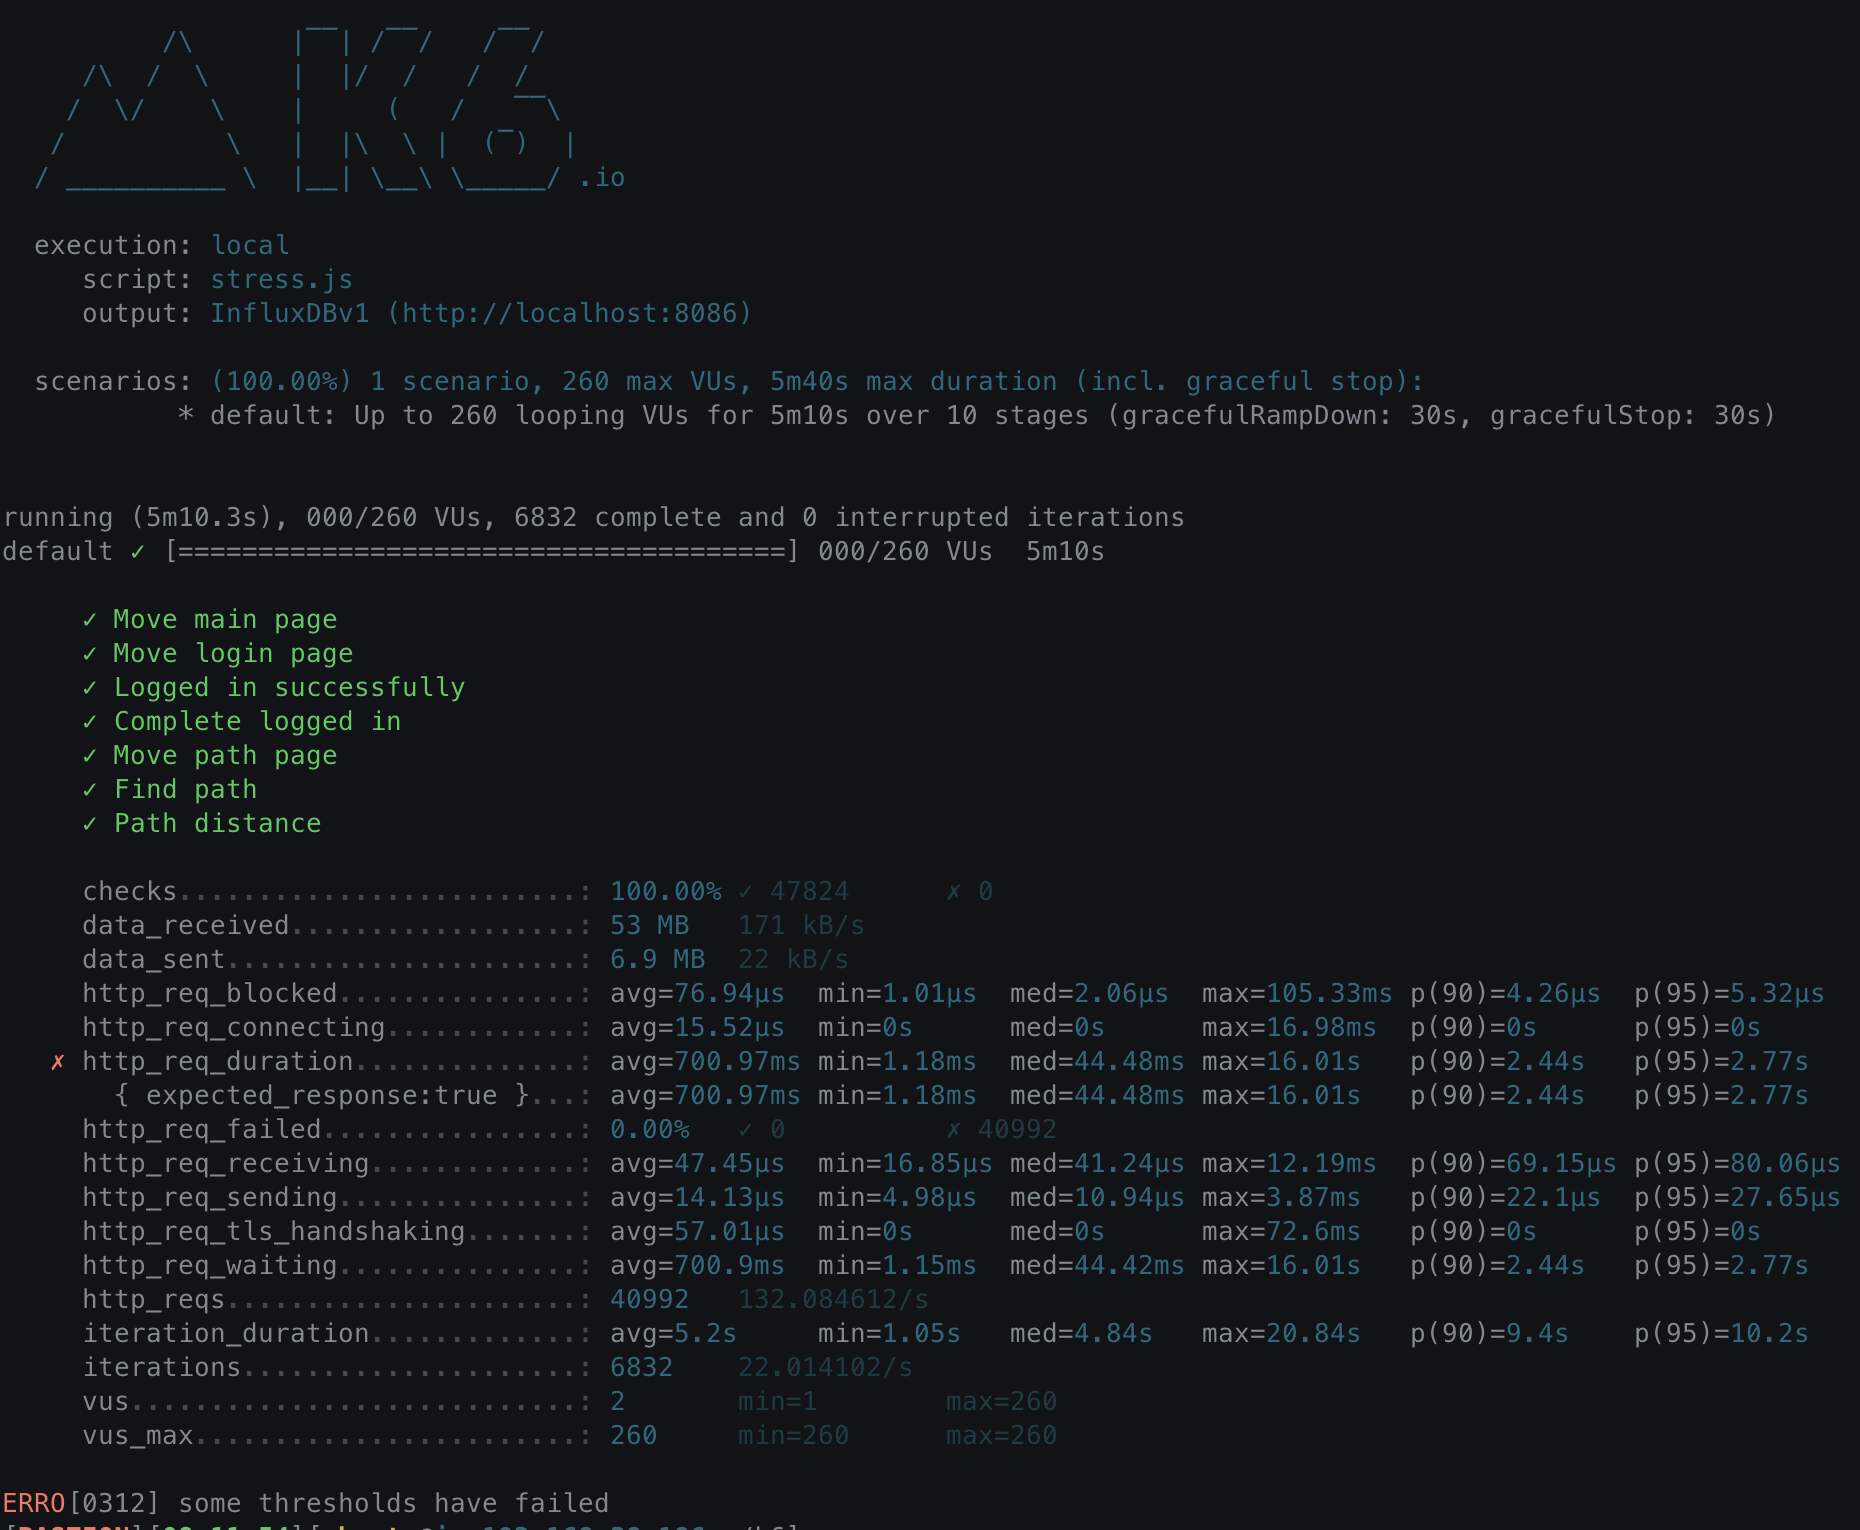 /\      |‾‾| /‾‾/   /‾‾/
     /\  /  \     |  |/  /   /  /
    /  \/    \    |     (   /   ‾‾\
   /          \   |  |\  \ |  (‾)  |
  / __________ \  |__| \__\ \_____/ .io

  execution: local
     script: stress.js
     output: InfluxDBv1 (http://localhost:8086)

  scenarios: (100.00%) 1 scenario, 260 max VUs, 5m40s max duration (incl. graceful stop):
           * default: Up to 260 looping VUs for 5m10s over 10 stages (gracefulRampDown: 30s, gracefulStop: 30s)

running (5m10.3s), 000/260 VUs, 6832 complete and 0 interrupted iterations
default ✓ [======================================] 000/260 VUs  5m10s

     ✓ Move main page
     ✓ Move login page
     ✓ Logged in successfully
     ✓ Complete logged in
     ✓ Move path page
     ✓ Find path
     ✓ Path distance

     checks.........................: 100.00% ✓ 47824      ✗ 0
     data_received..................: 53 MB   171 kB/s
     data_sent......................: 6.9 MB  22 kB/s
     http_req_blocked...............: avg=76.94µs  min=1.01µs  med=2.06µs  max=105.33ms p(90)=4.26µs  p(95)=5.32µs
     http_req_connecting............: avg=15.52µs  min=0s      med=0s      max=16.98ms  p(90)=0s      p(95)=0s
   ✗ http_req_duration..............: avg=700.97ms min=1.18ms  med=44.48ms max=16.01s   p(90)=2.44s   p(95)=2.77s
       { expected_response:true }...: avg=700.97ms min=1.18ms  med=44.48ms max=16.01s   p(90)=2.44s   p(95)=2.77s
     http_req_failed................: 0.00%   ✓ 0          ✗ 40992
     http_req_receiving.............: avg=47.45µs  min=16.85µs med=41.24µs max=12.19ms  p(90)=69.15µs p(95)=80.06µs
     http_req_sending...............: avg=14.13µs  min=4.98µs  med=10.94µs max=3.87ms   p(90)=22.1µs  p(95)=27.65µs
     http_req_tls_handshaking.......: avg=57.01µs  min=0s      med=0s      max=72.6ms   p(90)=0s      p(95)=0s
     http_req_waiting...............: avg=700.9ms  min=1.15ms  med=44.42ms max=16.01s   p(90)=2.44s   p(95)=2.77s
     http_reqs......................: 40992   132.084612/s
     iteration_duration.............: avg=5.2s     min=1.05s   med=4.84s   max=20.84s   p(90)=9.4s    p(95)=10.2s
     iterations.....................: 6832    22.014102/s
     vus............................: 2       min=1        max=260
     vus_max........................: 260     min=260      max=260

ERRO[0312] some thresholds have failed